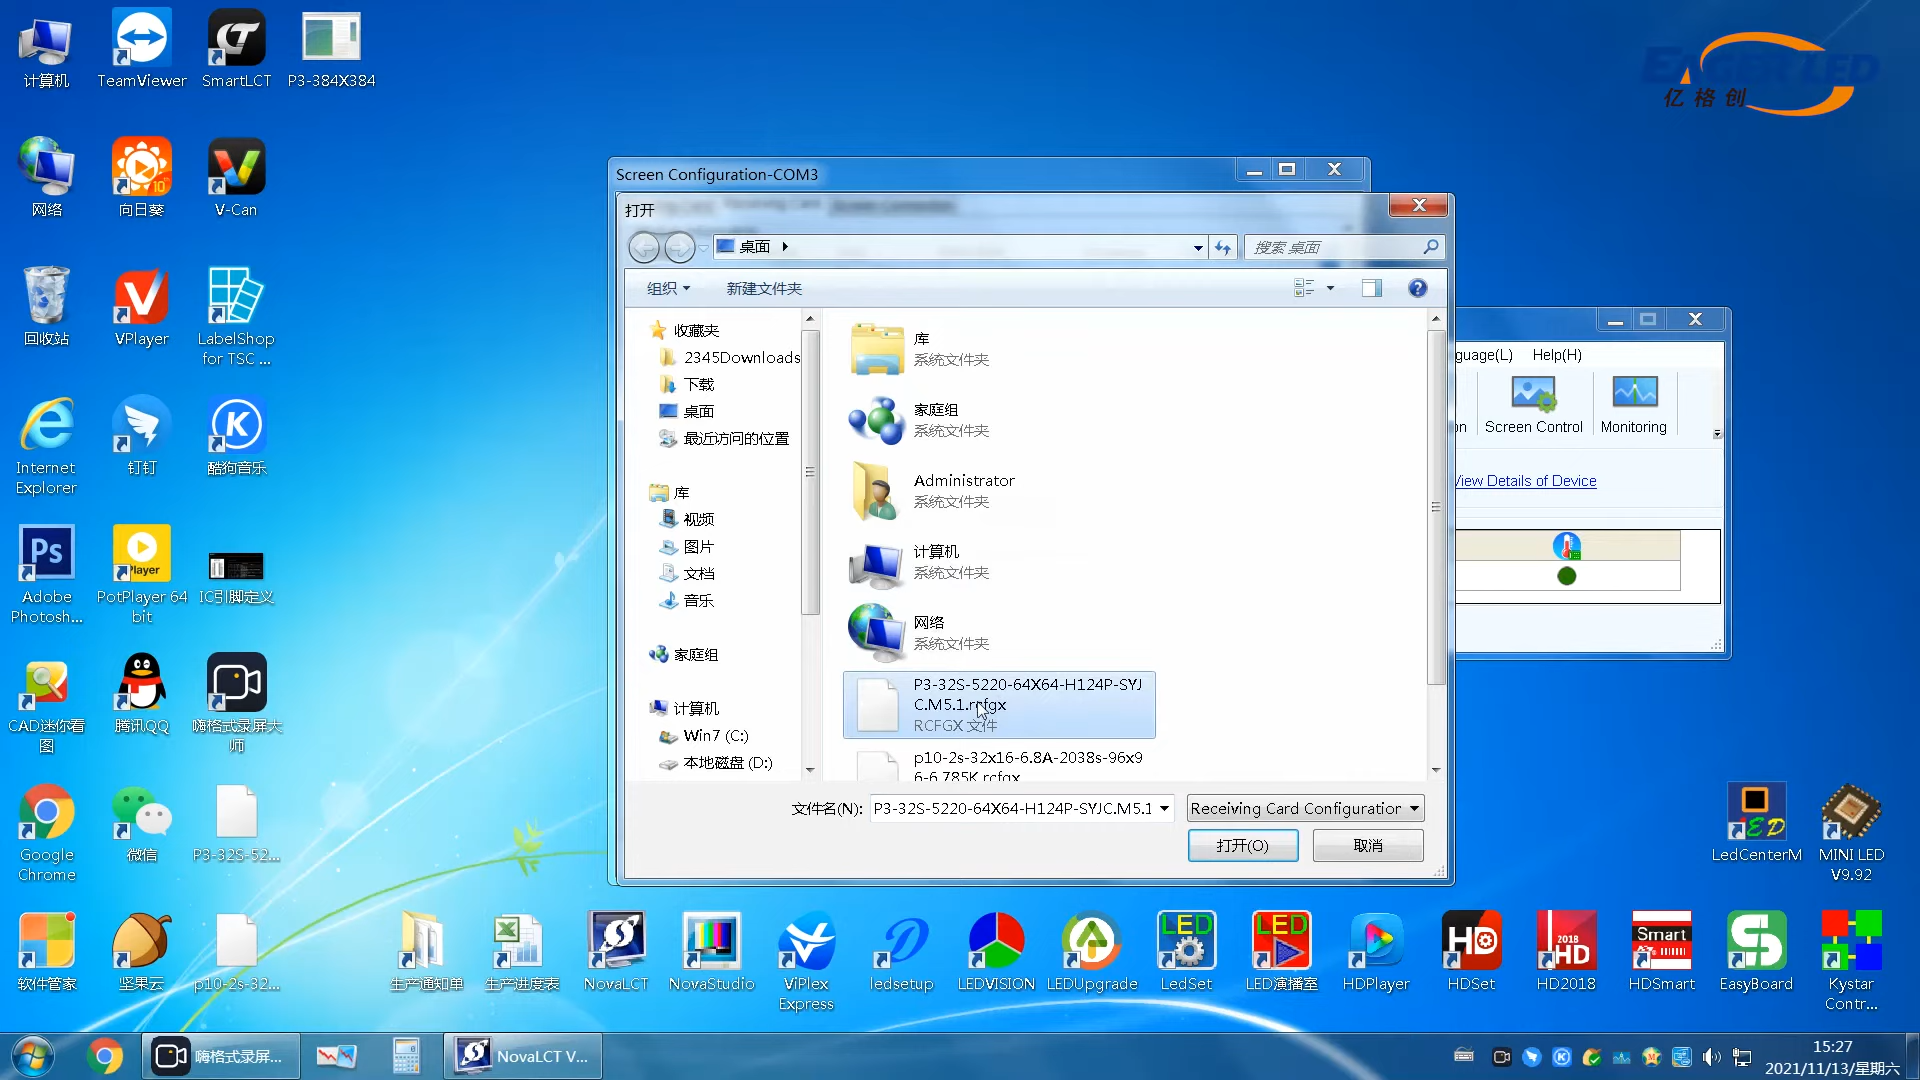 计算机
TeamViewer
SmartLCT
P3-384X384
EAGER LED
亿格创
网络
向日葵
V-Can
回收站
VPlayer
LabelShop
for TSC ...
Internet
Explorer
钉钉
酷狗音乐
Adobe
Photosh...
PotPlayer 64
bit
IC引脚定义
CAD迷你看
图
腾讯QQ
嗨格式录屏大
师
Google
Chrome
微信
P3-32S-52...
软件管家
坚果云
p10-2s-32...
生产通知单
生产进度表
NovaLCT
NovaStudio
ViPlex
Express
ledsetup
LEDVISION
LEDUpgrade
LedSet
LED演播室
HDPlayer
HDSet
HD2018
HDSmart
EasyBoard
Kystar
Contr...
LedCenterM
MINI LED
V9.92
Screen Configuration-COM3
打开
桌面
搜索 桌面
组织
新建文件夹
收藏夹
2345Downloads
下载
桌面
最近访问的位置
库
视频
图片
文档
音乐
家庭组
计算机
Win7 (C:)
本地磁盘 (D:)
库
系统文件夹
家庭组
系统文件夹
Administrator
系统文件夹
计算机
系统文件夹
网络
系统文件夹
P3-32S-5220-64X64-H124P-SYJ
C.M5.1.rcfgx
RCFGX 文件
p10-2s-32x16-6.8A-2038s-96x9
6-6.785K.rcfgx
文件名(N):
P3-32S-5220-64X64-H124P-SYJC.M5.1
Receiving Card Configuration
打开(O)
取消
guage(L)
Help(H)
on
Screen Control
Monitoring
View Details of Device
嗨格式录屏...
NovaLCT V...
15:27
2021/11/13/星期六